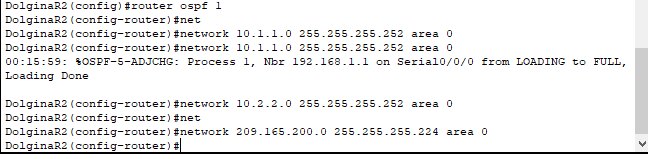 DolginaR2(config)#router ospf 1
DolginaR2(config-router)#net
DolginaR2(config-router)#network 10.1.1.0 255.255.255.252 area 0
DolginaR2(config-router)#network 10.1.1.0 255.255.255.252 area 0
00:15:59: %OSPF-5-ADJCHG: Process 1, Nbr 192.168.1.1 on Serial0/0/0 from LOADING to FULL,
Loading Done
DolginaR2(config-router)#network 10.2.2.0 255.255.255.252 area 0
DolginaR2(config-router)#net
DolginaR2(config-router)#network 209.165.200.0 255.255.255.224 area 0
DolginaR2(config-router)#